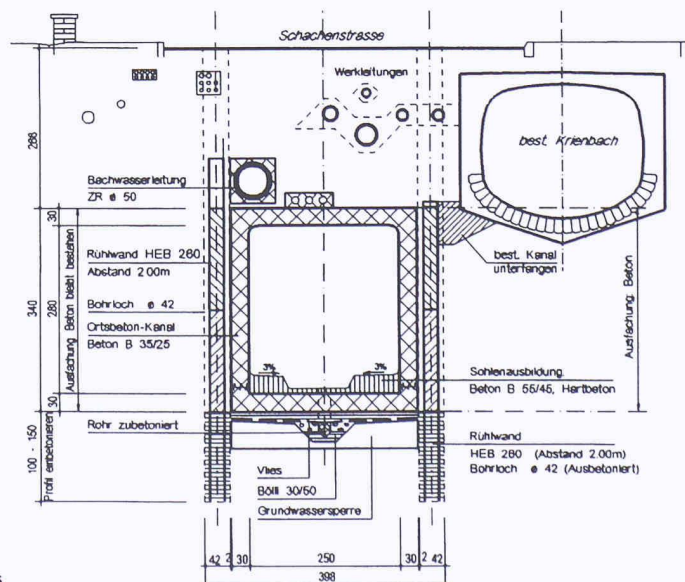 Schachenstrasse
Werkleitungen
best. Krienbach
Bachwasserleitung
ZR ø 50
286
30
340
280
30
100 - 150
Ausfachung Beton bleibt bestehen
Profil einbetonieren
Rühlwand HEB 260
Abstand 2.00m
Bohrloch ø 42
Ortsbeton-Kanal
Beton B 35/25
best. Kanal
unterfangen
Ausfachung: Beton
3%
3%
Sohlenausbildung:
Beton B 55/45, Hartbeton
Rohr zubetoniert
Rühlwand
HEB 280 (Abstand 2.00m)
Bohrloch ø 42 (Ausbetoniert)
Vlies
Bölli 30/50
Grundwassersperre
42 2 30 250 30 2 42
398